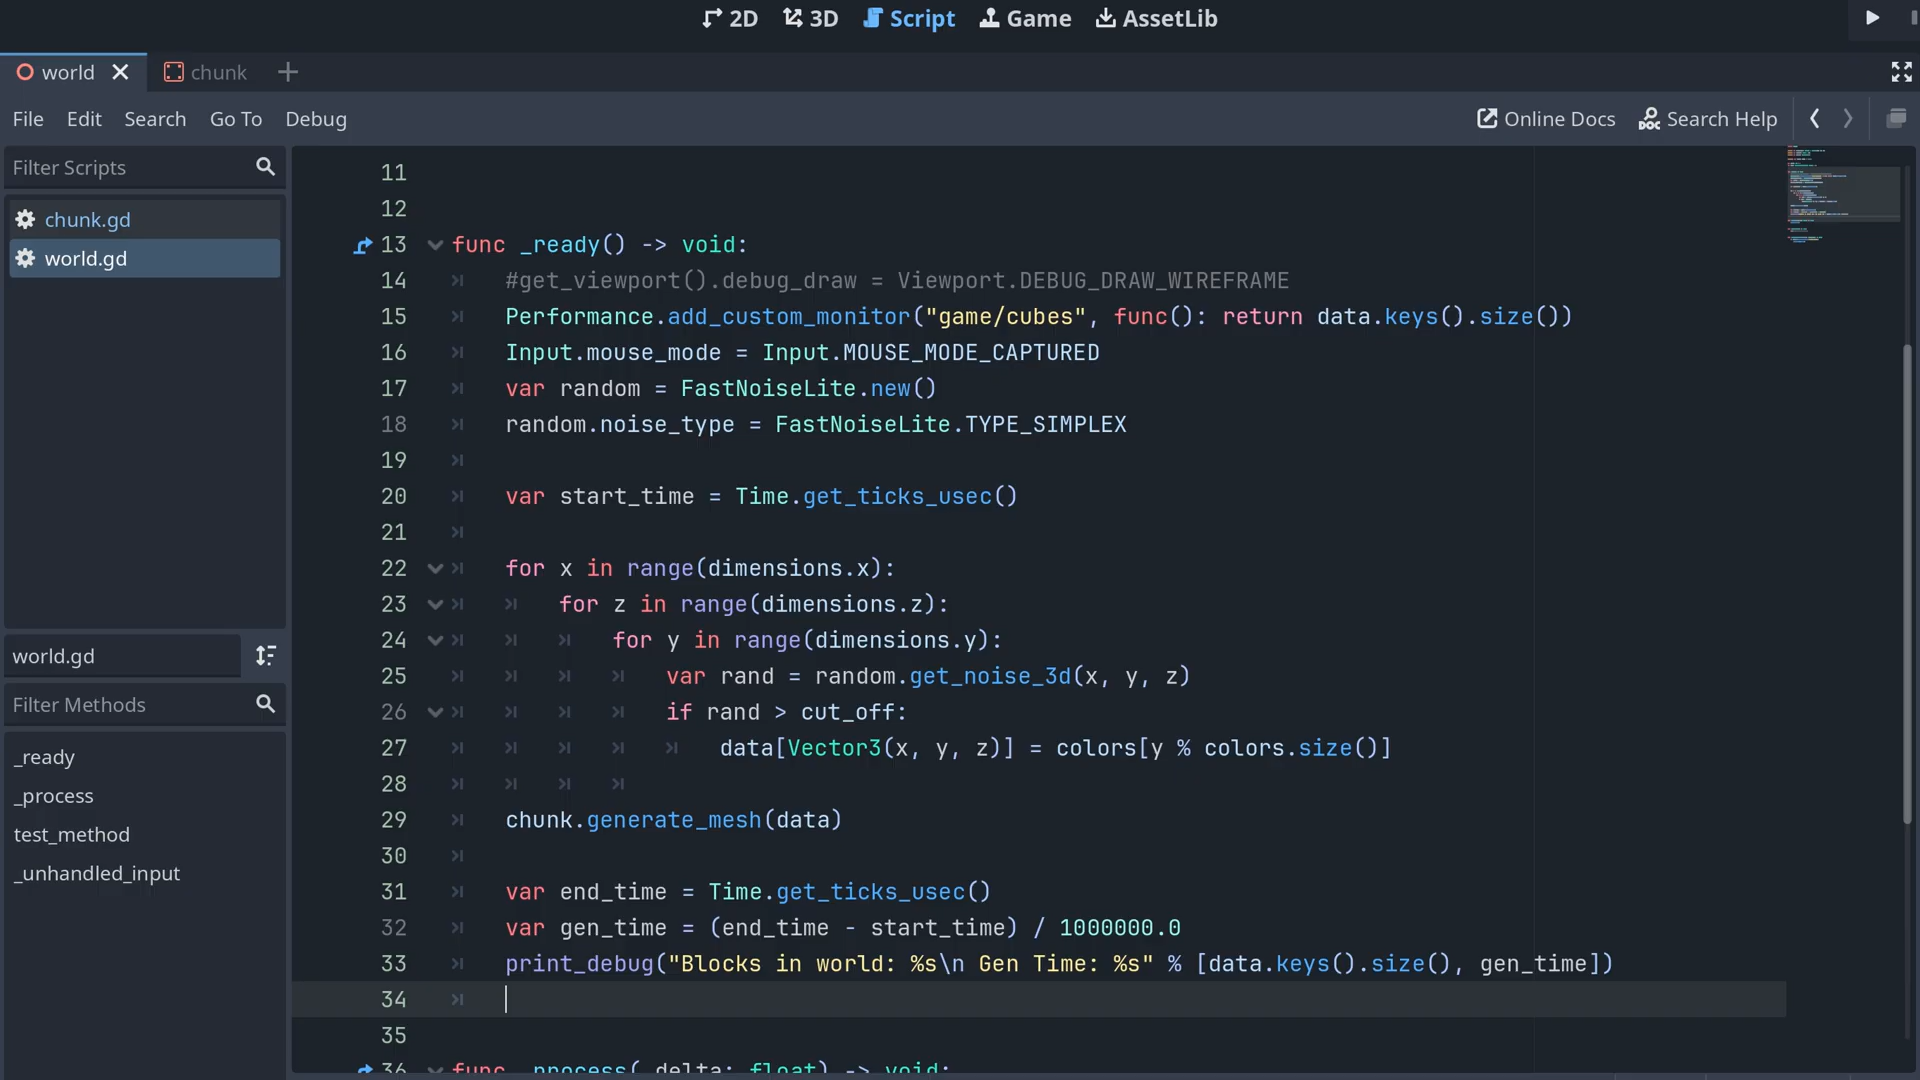 2D 3D Script Game AssetLib
world chunk
File Edit Search Go To Debug Online Docs Search Help
Filter Scripts
chunk.gd
world.gd
world.gd
Filter Methods
_ready
_process
test_method
_unhandled_input
11
12
13 func _ready() -> void:
14 #get_viewport().debug_draw = Viewport.DEBUG_DRAW_WIREFRAME
15 Performance.add_custom_monitor("game/cubes", func(): return data.keys().size())
16 Input.mouse_mode = Input.MOUSE_MODE_CAPTURED
17 var random = FastNoiseLite.new()
18 random.noise_type = FastNoiseLite.TYPE_SIMPLEX
19
20 var start_time = Time.get_ticks_usec()
21
22 for x in range(dimensions.x):
23 for z in range(dimensions.z):
24 for y in range(dimensions.y):
25 var rand = random.get_noise_3d(x, y, z)
26 if rand > cut_off:
27 data[Vector3(x, y, z)] = colors[y % colors.size()]
28
29 chunk.generate_mesh(data)
30
31 var end_time = Time.get_ticks_usec()
32 var gen_time = (end_time - start_time) / 1000000.0
33 print_debug("Blocks in world: %s\n Gen Time: %s" % [data.keys().size(), gen_time])
34
35
36 func _process(_delta: float) -> void: